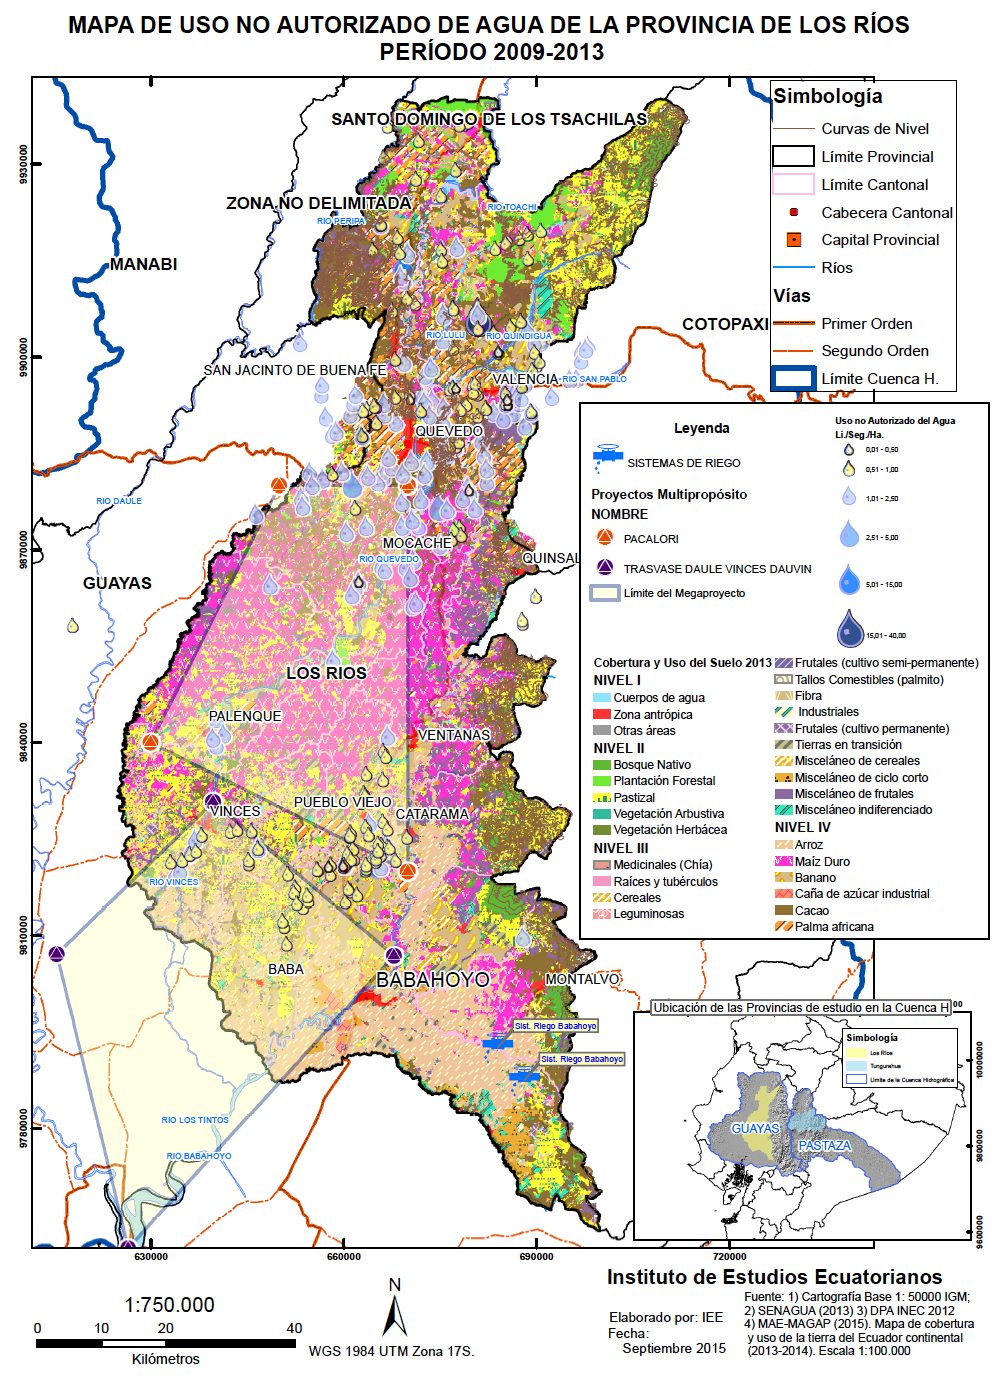 MAPA DE USO NO AUTORIZADO DE AGUA DE LA PROVINCIA DE LOS RÍOS
PERÍODO 2009-2013
SANTO DOMINGO DE LOS TSACHILAS
ZONA NO DELIMITADA
RIO TOACHI
RIO PERIPA
MANABI
COTOPAXI
RIO LULU
RIO QUINDIGUA
SAN JACINTO DE BUENA FE
VALENCIA
RIO SAN PABLO
QUEVEDO
RIO DAULE
MOCACHE
RIO QUEVEDO
QUINSAL
GUAYAS
LOS RIOS
PALENQUE
VENTANAS
PUEBLO VIEJO
VINCES
CATARAMA
RIO VINCES
BABA
BABAHOYO
MONTALVO
Sist. Riego Babahoyo
Sist. Riego Babahoyo
RIO LOS TINTOS
RIO BABAHOYO
9930000
9900000
9870000
9840000
9810000
9780000
630000
660000
690000
720000
Simbología
Curvas de Nivel
Límite Provincial
Límite Cantonal
Cabecera Cantonal
Capital Provincial
Ríos
Vías
Primer Orden
Segundo Orden
Límite Cuenca H.
Leyenda
SISTEMAS DE RIEGO
Proyectos Multipropósito
NOMBRE
PACALORI
TRASVASE DAULE VINCES DAUVIN
Límite del Megaproyecto
Uso no Autorizado del Agua
Li./Seg./Ha.
0,01 - 0,50
0,51 - 1,00
1,01 - 2,50
2,51 - 5,00
5,01 - 15,00
15,01 - 40,00
Cobertura y Uso del Suelo 2013
NIVEL I
Cuerpos de agua
Zona antrópica
Otras áreas
NIVEL II
Bosque Nativo
Plantación Forestal
Pastizal
Vegetación Arbustiva
Vegetación Herbácea
NIVEL III
Medicinales (Chía)
Raíces y tubérculos
Cereales
Leguminosas
Frutales (cultivo semi-permanente)
Tallos Comestibles (palmito)
Fibra
Industriales
Frutales (cultivo permanente)
Tierras en transición
Misceláneo de cereales
Misceláneo de ciclo corto
Misceláneo de frutales
Misceláneo indiferenciado
NIVEL IV
Arroz
Maíz Duro
Banano
Caña de azúcar industrial
Cacao
Palma africana
Ubicación de las Provincias de estudio en la Cuenca H
00
Simbología
Los Ríos
Tungurahua
Límite de la Cuenca Hidrográfica
GUAYAS
PASTAZA
10000000
9800000
9600000
1:750.000
0 10 20 40
Kilómetros
N
WGS 1984 UTM Zona 17S.
Instituto de Estudios Ecuatorianos
Elaborado por: IEE
Fecha:
Septiembre 2015
Fuente: 1) Cartografía Base 1: 50000 IGM;
2) SENAGUA (2013) 3) DPA INEC 2012
4) MAE-MAGAP (2015). Mapa de cobertura
y uso de la tierra del Ecuador continental
(2013-2014). Escala 1:100.000